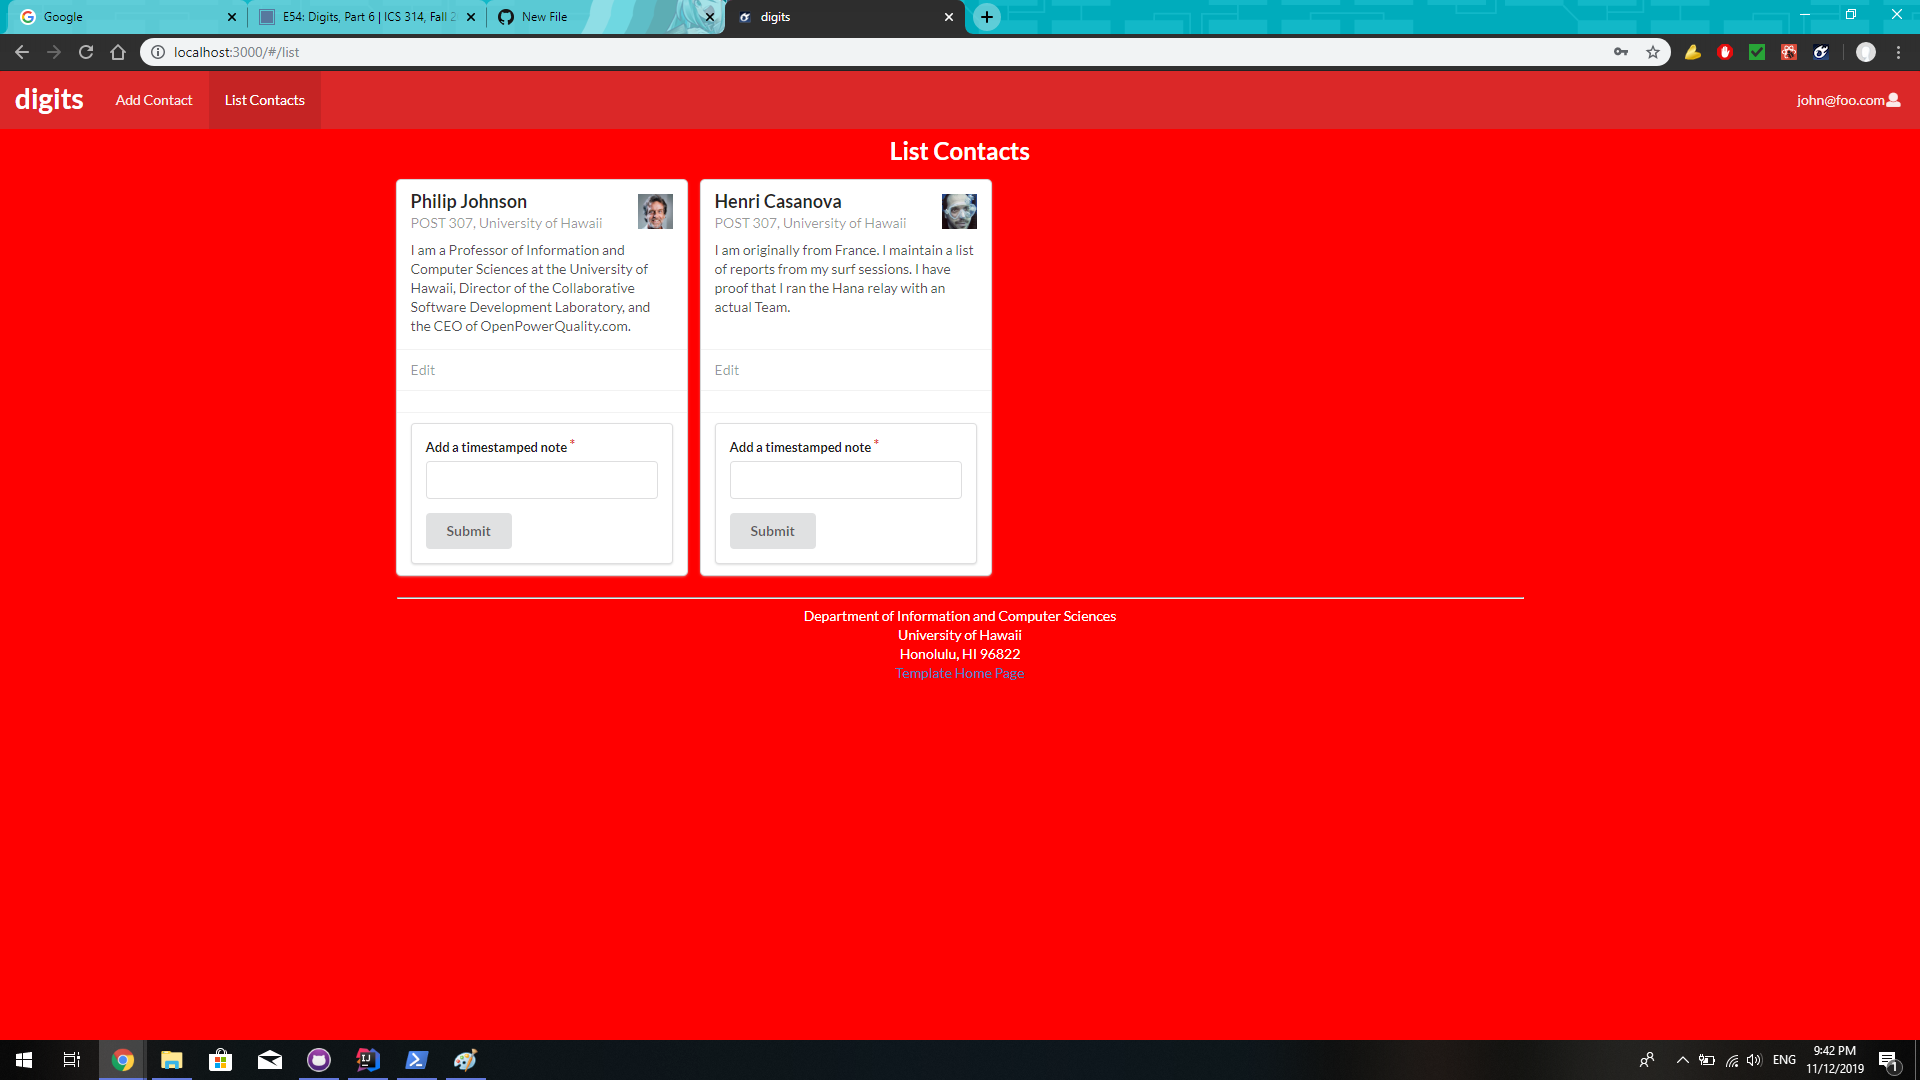 Google
E54: Digits, Part 6 | ICS 314, Fall 2
New File
digits
localhost:3000/#/list
digits
Add Contact
List Contacts
john@foo.com
List Contacts
Philip Johnson
POST 307, University of Hawaii
I am a Professor of Information and
Computer Sciences at the University of
Hawaii, Director of the Collaborative
Software Development Laboratory, and
the CEO of OpenPowerQuality.com.
Edit
Add a timestamped note *
Submit
Henri Casanova
POST 307, University of Hawaii
I am originally from France. I maintain a list
of reports from my surf sessions. I have
proof that I ran the Hana relay with an
actual Team.
Edit
Add a timestamped note *
Submit
Department of Information and Computer Sciences
University of Hawaii
Honolulu, HI 96822
Template Home Page
IJ
ENG
9:42 PM
11/12/2019
1